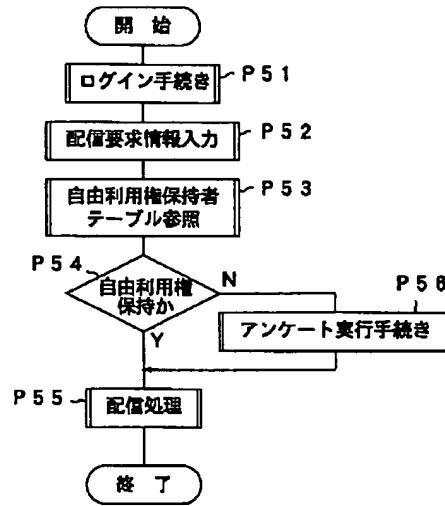 開 始
ログイン手続き
P51
配信要求情報入力
P52
自由利用権保持者
テーブル参照
P53
P54
自由利用権
保持か
N
Y
P56
アンケート実行手続き
P55
配信処理
終 了